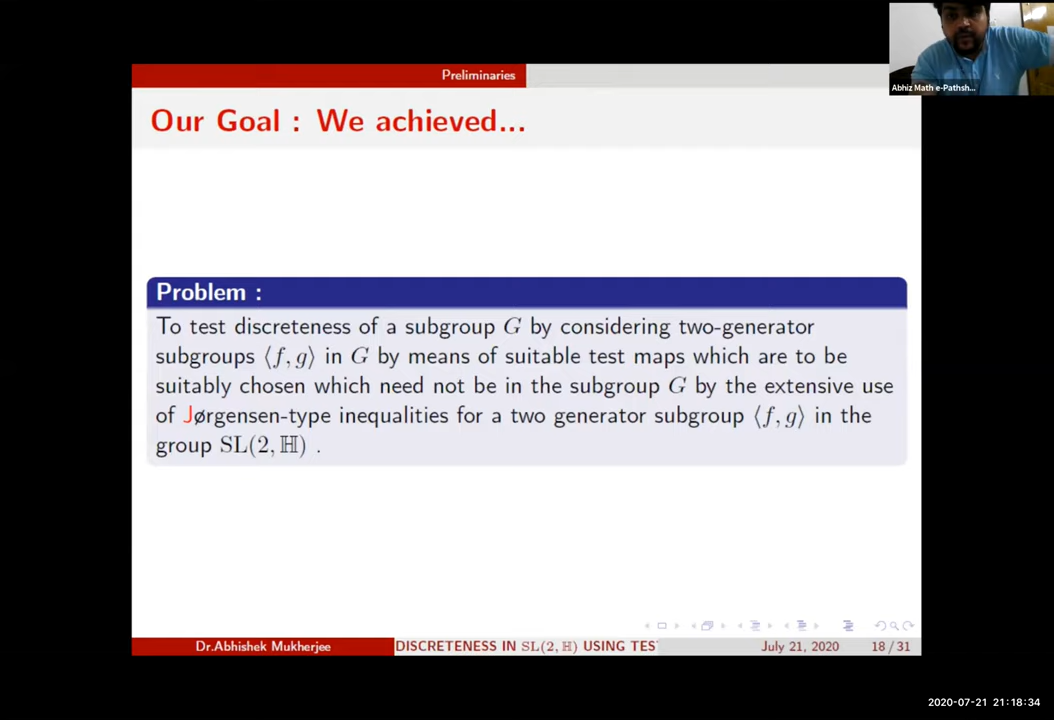 Preliminaries
Abhiz Math e-Pathsh...
Our Goal : We achieved...
Problem :
To test discreteness of a subgroup G by considering two-generator
subgroups ⟨f, g⟩ in G by means of suitable test maps which are to be
suitably chosen which need not be in the subgroup G by the extensive use
of Jørgensen-type inequalities for a two generator subgroup ⟨f, g⟩ in the
group SL(2, ℍ) .
Dr.Abhishek Mukherjee DISCRETENESS IN SL(2, ℍ) USING TES July 21, 2020 18 / 31
2020-07-21 21:18:34